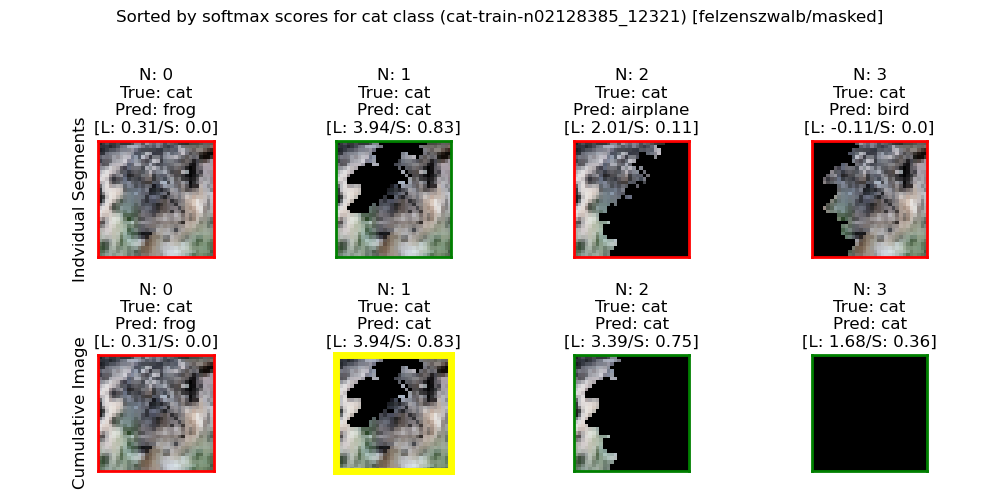 Sorted by softmax scores for cat class (cat-train-n02128385_12321) [felzenszwalb/masked]
Indvidual Segments
N: 0
True: cat
Pred: frog
[L: 0.31/S: 0.0]
N: 1
True: cat
Pred: cat
[L: 3.94/S: 0.83]
N: 2
True: cat
Pred: airplane
[L: 2.01/S: 0.11]
N: 3
True: cat
Pred: bird
[L: -0.11/S: 0.0]
Cumulative Image
N: 0
True: cat
Pred: frog
[L: 0.31/S: 0.0]
N: 1
True: cat
Pred: cat
[L: 3.94/S: 0.83]
N: 2
True: cat
Pred: cat
[L: 3.39/S: 0.75]
N: 3
True: cat
Pred: cat
[L: 1.68/S: 0.36]